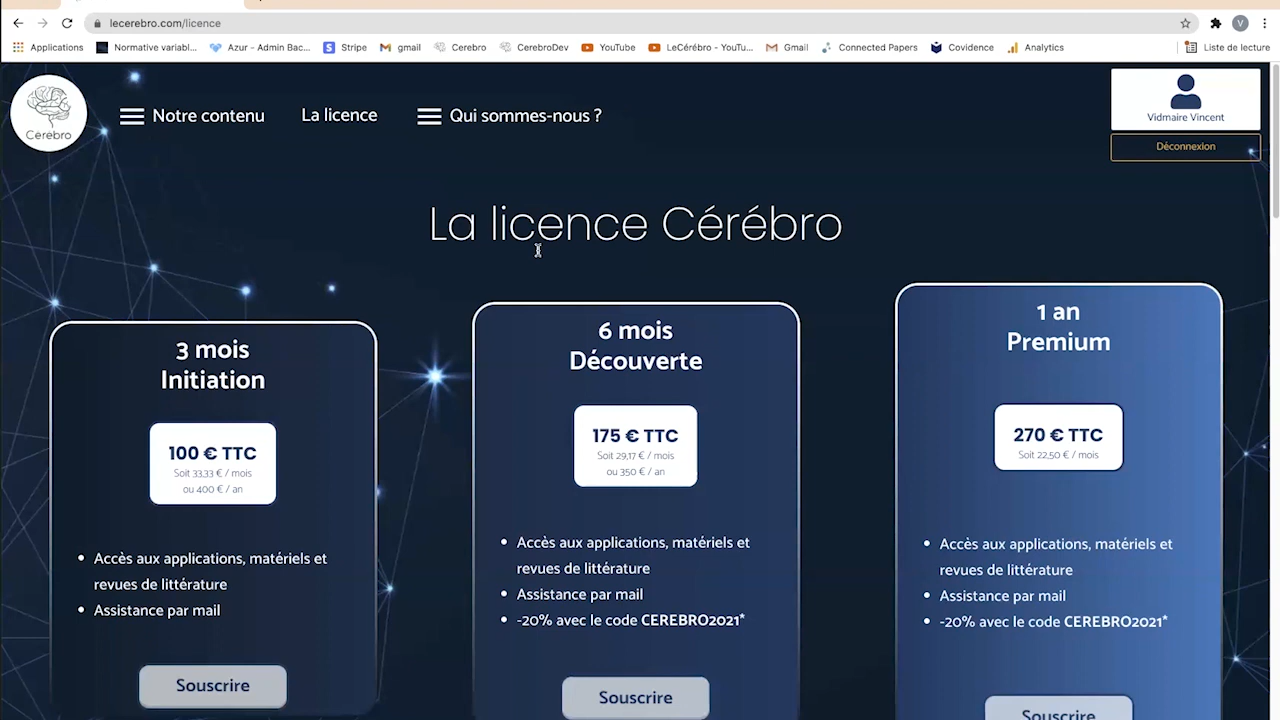 lecerebro.com/licence
V
Applications
Normative variabl...
Azur - Admin Bac...
Stripe
gmail
Cerebro
CerebroDev
YouTube
LeCérébro - YouTu...
Gmail
Connected Papers
Covidence
Analytics
Liste de lecture
Cerebro
Notre contenu
La licence
Qui sommes-nous ?
Vidmaire Vincent
Déconnexion
La licence Cérébro
3 mois
Initiation
100 € TTC
Soit 33,33 € / mois
ou 400 € / an
Accès aux applications, matériels et
revues de littérature
Assistance par mail
Souscrire
6 mois
Découverte
175 € TTC
Soit 29,17 € / mois
ou 350 € / an
Accès aux applications, matériels et
revues de littérature
Assistance par mail
-20% avec le code CEREBRO2021*
Souscrire
1 an
Premium
270 € TTC
Soit 22,50 € / mois
Accès aux applications, matériels et
revues de littérature
Assistance par mail
-20% avec le code CEREBRO2021*
Souscrire